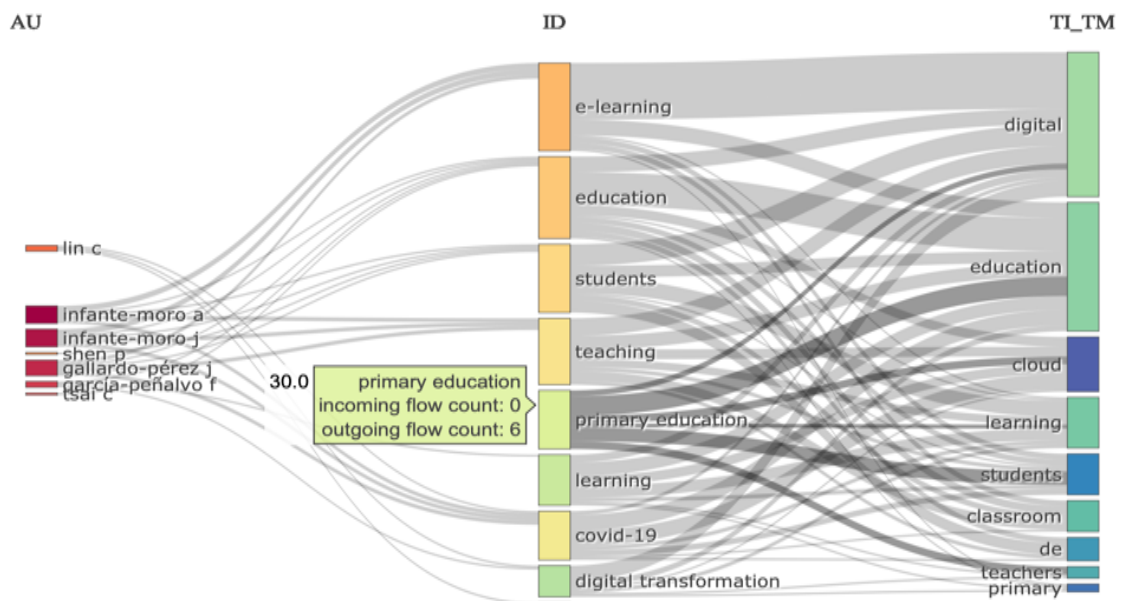 AU
ID
TI_TM
lin c
infante-moro a
infante-moro j
shen p
gallardo-pérez j
garcía-peñalvo f
tsai c
e-learning
education
students
teaching
primary education
learning
covid-19
digital transformation
30.0
primary education
incoming flow count: 0
outgoing flow count: 6
digital
education
cloud
learning
students
classroom
de
teachers
primary